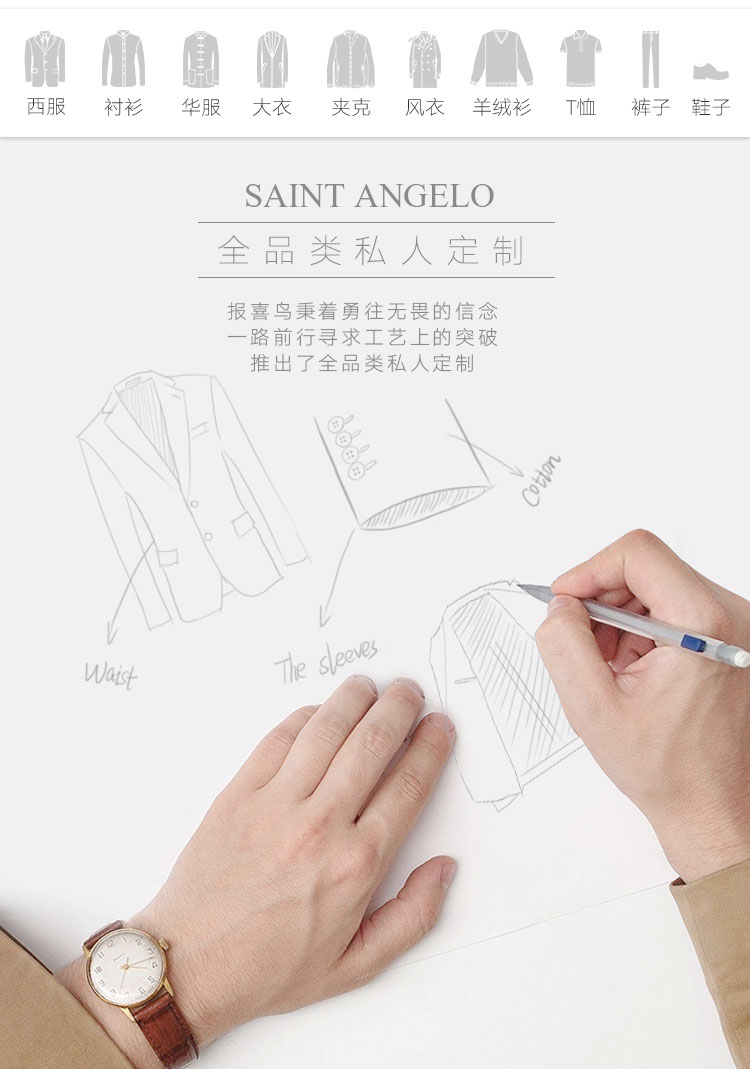 西服 衬衫 华服 大衣 夹克 风衣 羊绒衫 T恤 裤子 鞋子
SAINT ANGELO
全品类私人定制
报喜鸟秉着勇往无畏的信念
一路前行寻求工艺上的突破
推出了全品类私人定制
Cotton
The sleeves
Waist